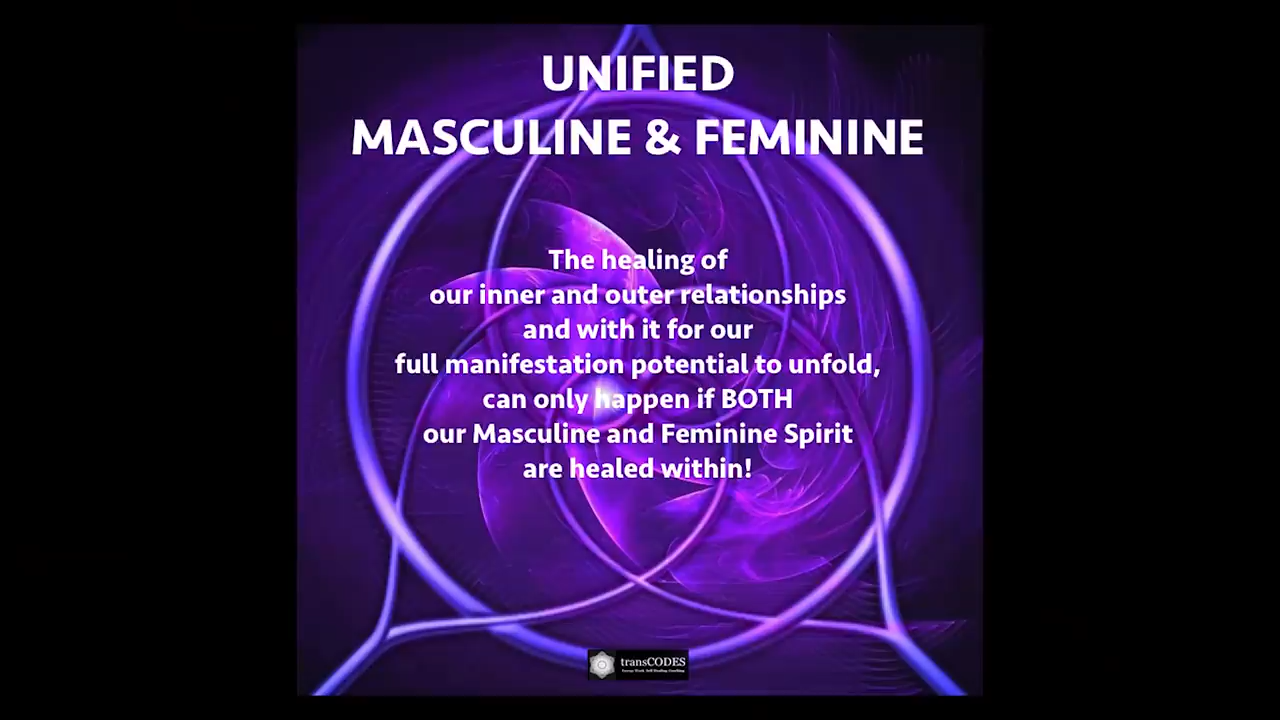 UNIFIED
MASCULINE & FEMININE
The healing of
our inner and outer relationships
and with it for our
full manifestation potential to unfold,
can only happen if BOTH
our Masculine and Feminine Spirit
are healed within!
transCODES